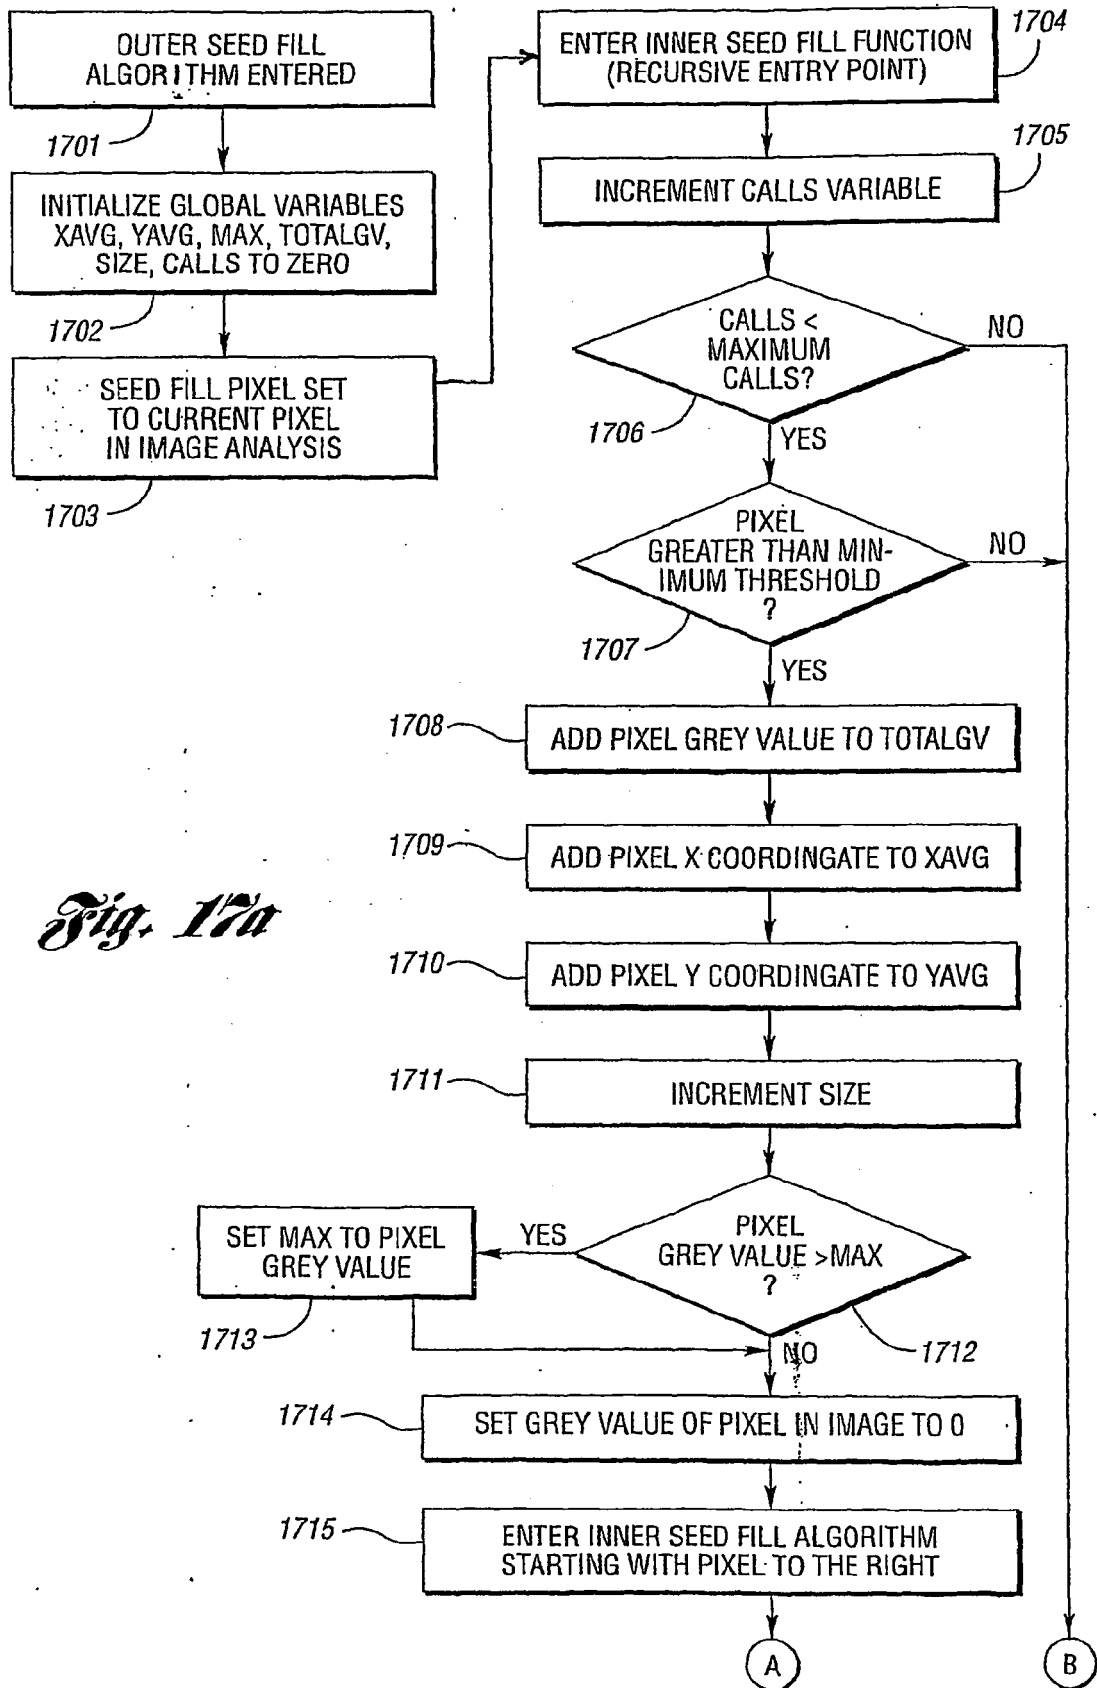 OUTER SEED FILL
ALGORITHM ENTERED
1701
INITIALIZE GLOBAL VARIABLES
XAVG, YAVG, MAX, TOTALGV,
SIZE, CALLS TO ZERO
1702
SEED FILL PIXEL SET
TO CURRENT PIXEL
IN IMAGE ANALYSIS
1703
ENTER INNER SEED FILL FUNCTION
(RECURSIVE ENTRY POINT)
1704
INCREMENT CALLS VARIABLE
1705
CALLS <
MAXIMUM
CALLS?
NO
1706
YES
PIXEL
GREATER THAN MIN-
IMUM THRESHOLD
?
NO
1707
YES
1708
ADD PIXEL GREY VALUE TO TOTALGV
1709
ADD PIXEL X COORDINGATE TO XAVG
Fig. 17a
1710
ADD PIXEL Y COORDINGATE TO YAVG
1711
INCREMENT SIZE
PIXEL
GREY VALUE >MAX
?
YES
SET MAX TO PIXEL
GREY VALUE
1713
NO
1712
1714
SET GREY VALUE OF PIXEL IN IMAGE TO 0
1715
ENTER INNER SEED FILL ALGORITHM
STARTING WITH PIXEL TO THE RIGHT
A
B